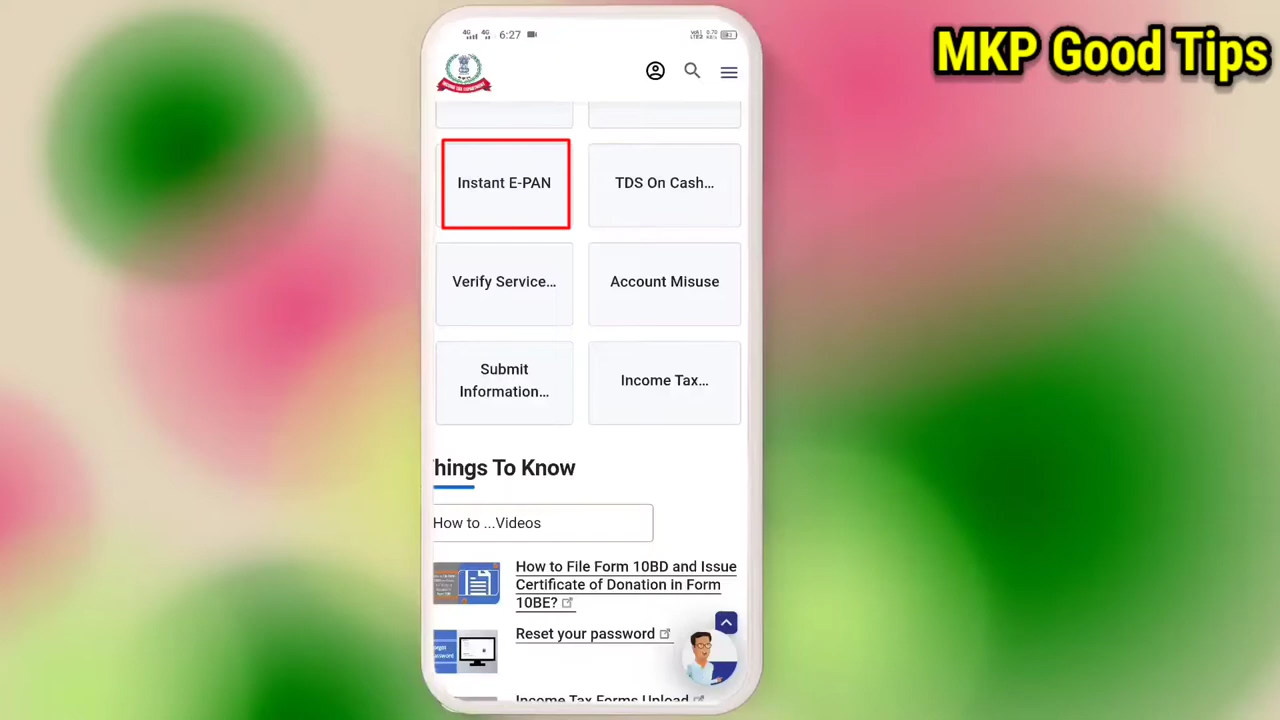 MKP Good Tips
4G 4G 6:27
Instant E-PAN
TDS On Cash...
Verify Service...
Account Misuse
Submit
Information...
Income Tax...
hings To Know
How to ...Videos
How to File Form 10BD and Issue
Certificate of Donation in Form
10BE?
Reset your password
Income Tax Forms Upload